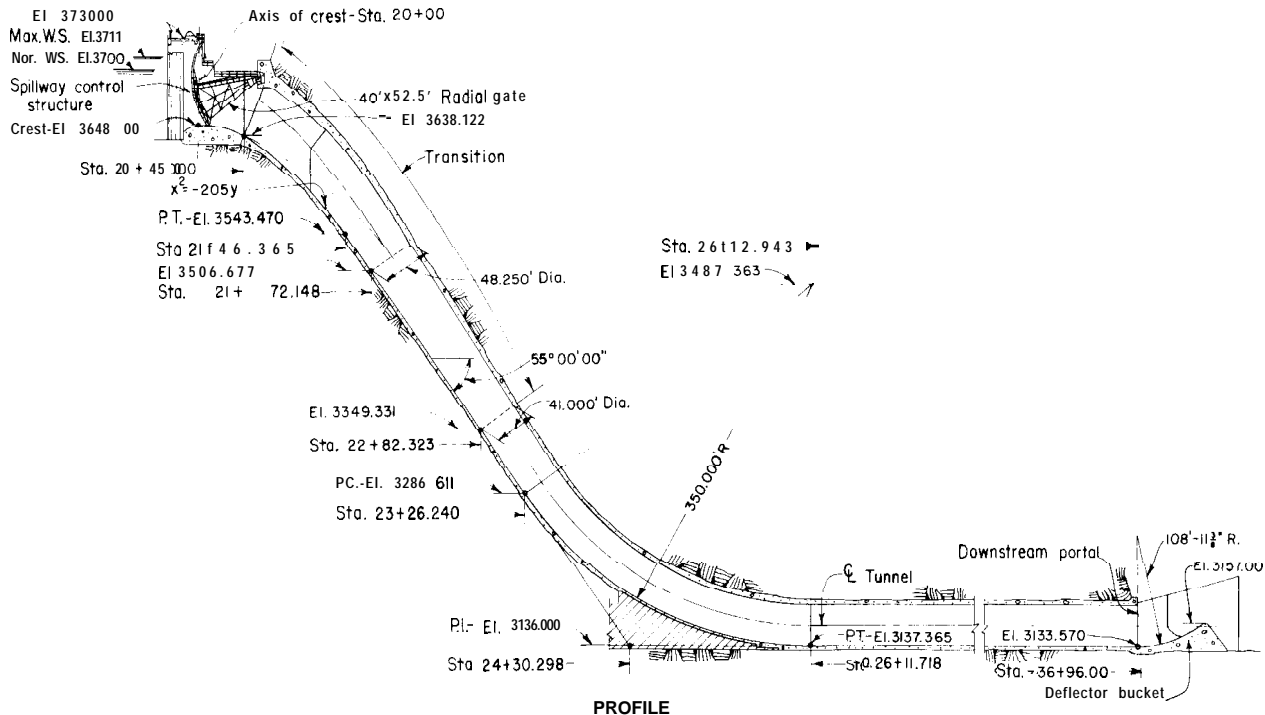 El 373000
Axis of crest-Sta. 20+00
Max. W.S. El.3711
Nor. WS. El.3700
Spillway control
structure
40'x52.5' Radial gate
El 3638.122
Crest-El 3648 00
Transition
Sta. 20 + 45
x²=-205y
P.T.-El. 3543.470
Sta 21f46.365
El 3506.677
Sta. 21+ 72.148
Sta. 26t12.943
El 3487 363
48.250' Dia.
55°00'00"
41.000' Dia.
El. 3349.331
Sta. 22+82.323
350.000'R
PC.-El. 3286 611
Sta. 23+26.240
Downstream portal
108'-11⅜" R.
El.3157.00
℄ Tunnel
P.I.- El. 3136.000
P.T.-El.3137.365
El. 3133.570
Sta 24+30.298
26+11.718
Sta. 36+96.00
Deflector bucket
PROFILE